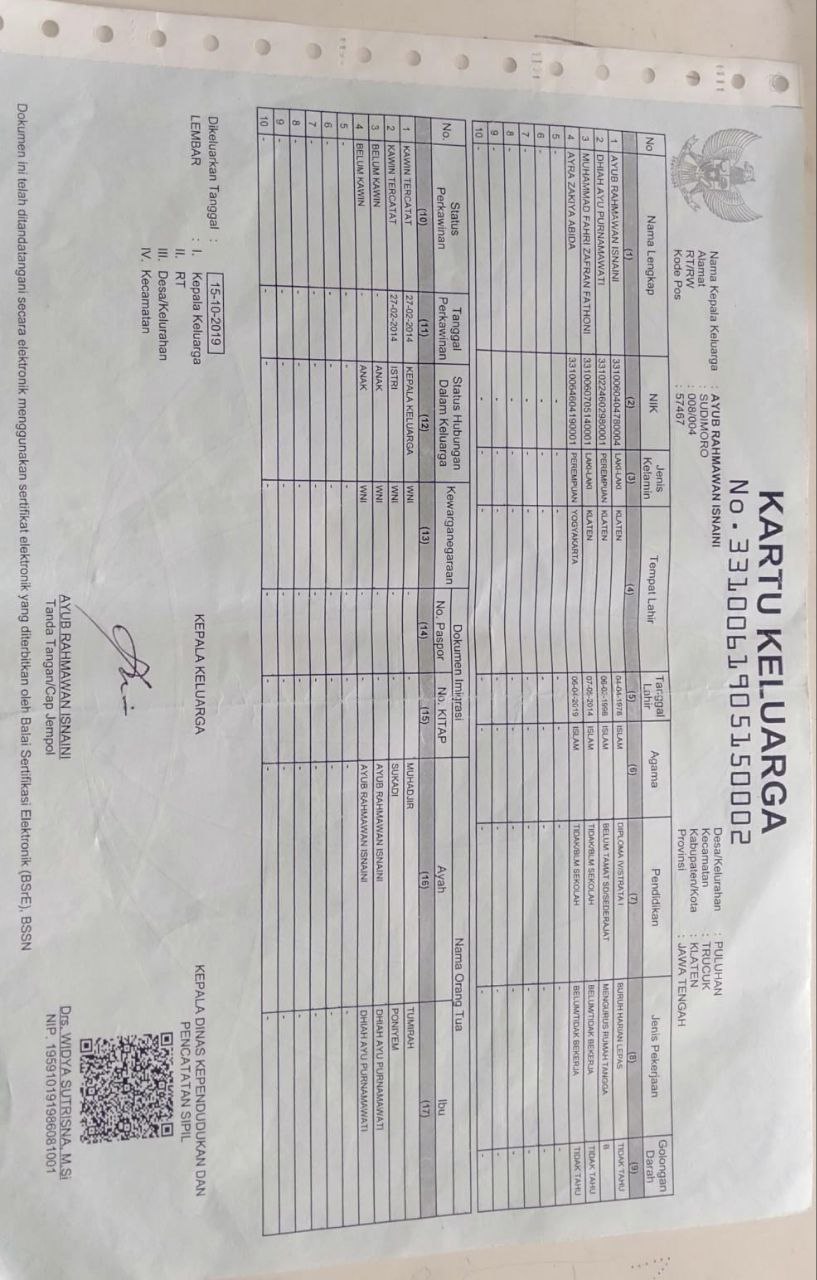 KARTU KELUARGA
No. 3310061905150002
Nama Kepala Keluarga : AYUB RAHMAWAN ISNAINI
Alamat : SUDIMORO
RT/RW : 008/004
Kode Pos : 57467
Desa/Kelurahan : PULUHAN
Kecamatan : TRUCUK
Kabupaten/Kota : KLATEN
Provinsi : JAWA TENGAH
No Nama Lengkap NIK Jenis Kelamin Tempat Lahir Tanggal Lahir Agama Pendidikan Jenis Pekerjaan Golongan Darah
(1) (2) (3) (4) (5) (6) (7) (8) (9)
1 AYUB RAHMAWAN ISNAINI 3310060404780004 LAKI-LAKI KLATEN 04-04-1978 ISLAM DIPLOMA IV/STRATA I BURUH HARIAN LEPAS TIDAK TAHU
2 DHIAH AYU PURNAMAWATI 3310224602980001 PEREMPUAN KLATEN 06-02-1998 ISLAM BELUM TAMAT SD/SEDERAJAT MENGURUS RUMAH TANGGA B
3 MUHAMMAD FAHRI ZAFRAN FATHONI 3310060705140001 LAKI-LAKI KLATEN 07-05-2014 ISLAM TIDAK/BLM SEKOLAH BELUM/TIDAK BEKERJA TIDAK TAHU
4 AYRA ZAKIYA ABIDA 3310064604190001 PEREMPUAN YOGYAKARTA 06-04-2019 ISLAM TIDAK/BLM SEKOLAH BELUM/TIDAK BEKERJA TIDAK TAHU
5 - - - - - - - - -
6 - - - - - - - - -
7 - - - - - - - - -
8 - - - - - - - - -
9 - - - - - - - - -
10 - - - - - - - - -
No. Status Perkawinan Tanggal Perkawinan Status Hubungan Dalam Keluarga Kewarganegaraan Dokumen Imigrasi Nama Orang Tua
No. Paspor No. KITAP Ayah Ibu
(10) (11) (12) (13) (14) (15) (16) (17)
1 KAWIN TERCATAT 27-02-2014 KEPALA KELUARGA WNI - - MUHADJIR TUMIRAH
2 KAWIN TERCATAT 27-02-2014 ISTRI WNI - - SUKADI PONIYEM
3 BELUM KAWIN - ANAK WNI - - AYUB RAHMAWAN ISNAINI DHIAH AYU PURNAMAWATI
4 BELUM KAWIN - ANAK WNI - - AYUB RAHMAWAN ISNAINI DHIAH AYU PURNAMAWATI
5 - - - - - - - -
6 - - - - - - - -
7 - - - - - - - -
8 - - - - - - - -
9 - - - - - - - -
10 - - - - - - - -
Dikeluarkan Tanggal : 15-10-2019
LEMBAR : I. Kepala Keluarga
II. RT
III. Desa/Kelurahan
IV. Kecamatan
KEPALA KELUARGA
AYUB RAHMAWAN ISNAINI
Tanda Tangan/Cap Jempol
KEPALA DINAS KEPENDUDUKAN DAN
PENCATATAN SIPIL
Drs. WIDYA SUTRISNA, M.Si
NIP. 195910191986081001
Dokumen ini telah ditandatangani secara elektronik menggunakan sertifikat elektronik yang diterbitkan oleh Balai Sertifikasi Elektronik (BSrE), BSSN